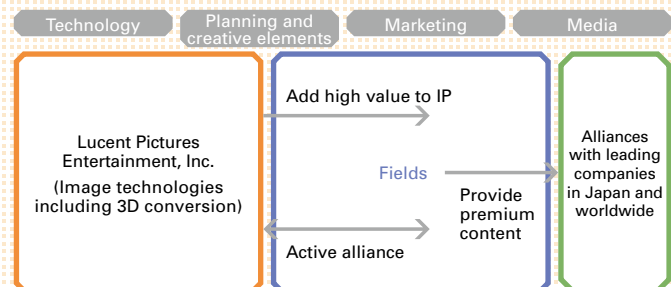 Technology
Planning and
creative elements
Marketing
Media
Lucent Pictures
Entertainment, Inc.
(Image technologies
including 3D conversion)
Add high value to IP
Fields
Provide
premium
content
Active alliance
Alliances
with leading
companies
in Japan and
worldwide